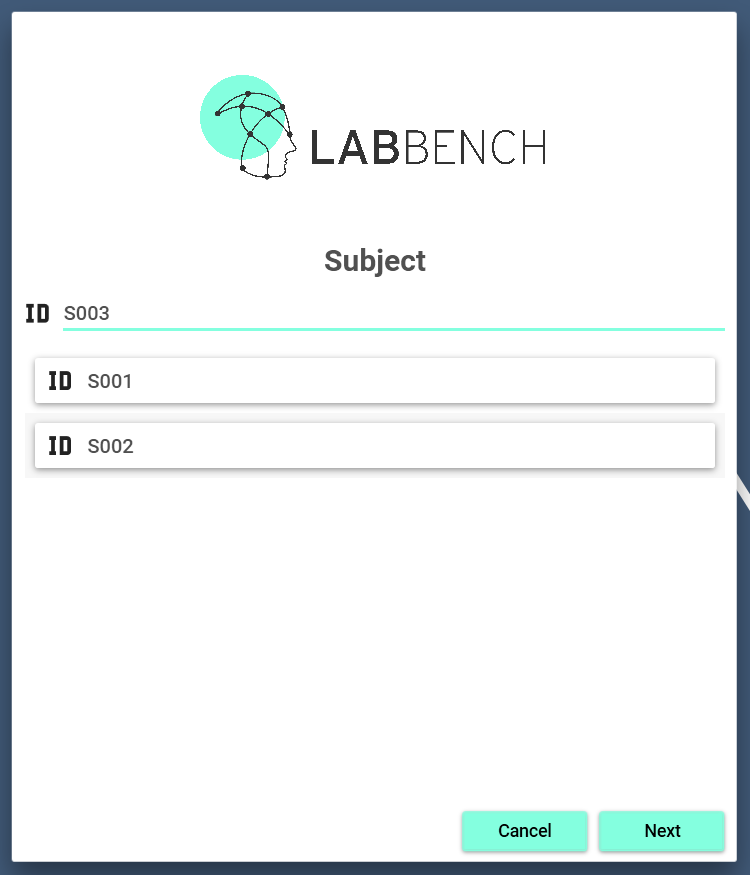 LABBENCH
Subject
ID S003
ID S001
ID S002
Cancel Next